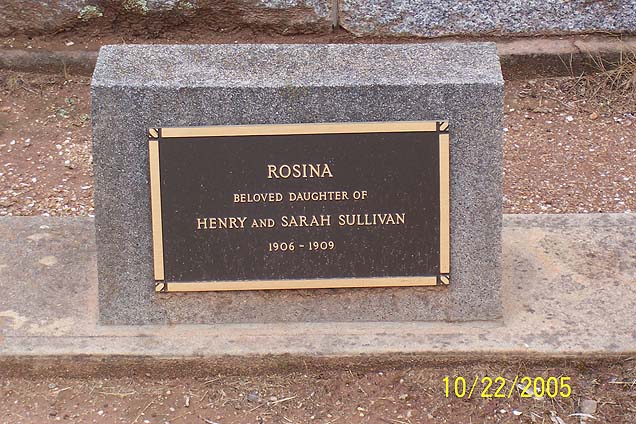 ROSINA
BELOVED DAUGHTER OF
HENRY AND SARAH SULLIVAN
1906 - 1909
10/22/2005